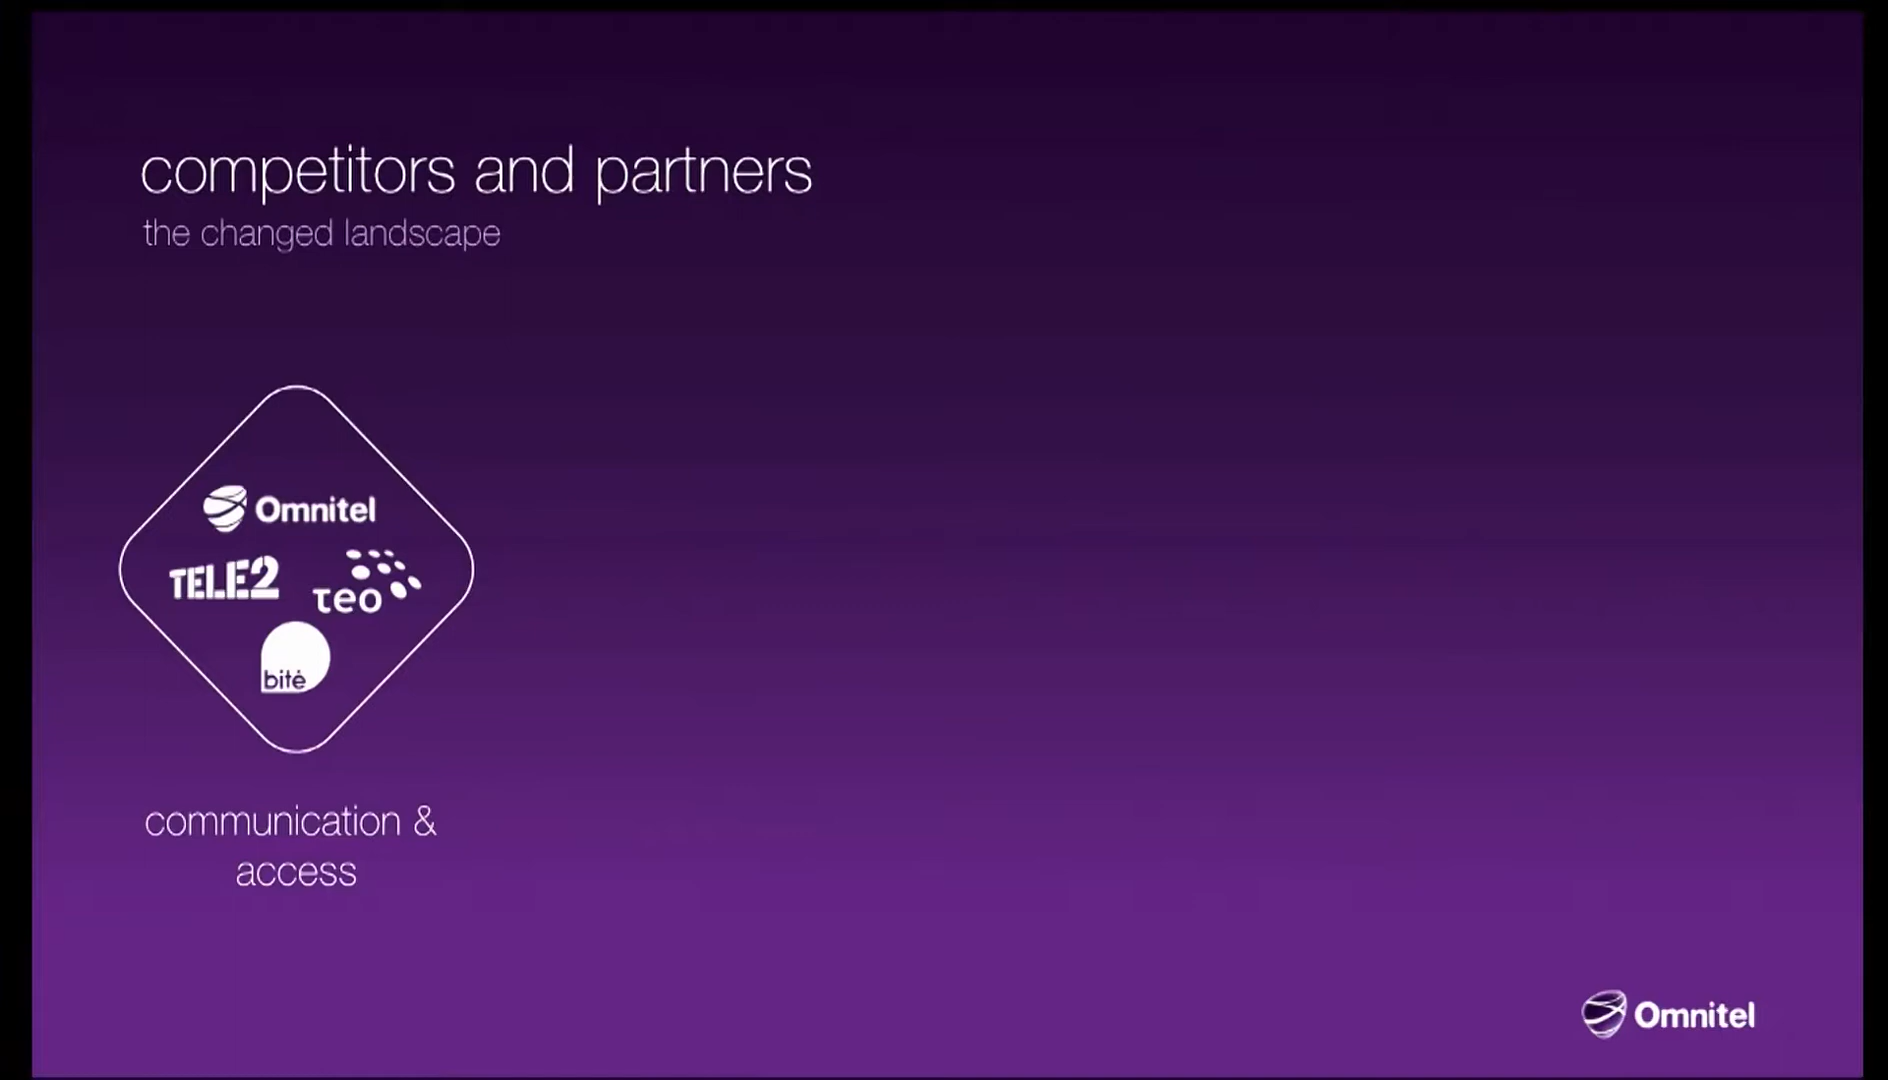 competitors and partners
the changed landscape
Omnitel
TELE2
teo
bitė
communication &
access
Omnitel